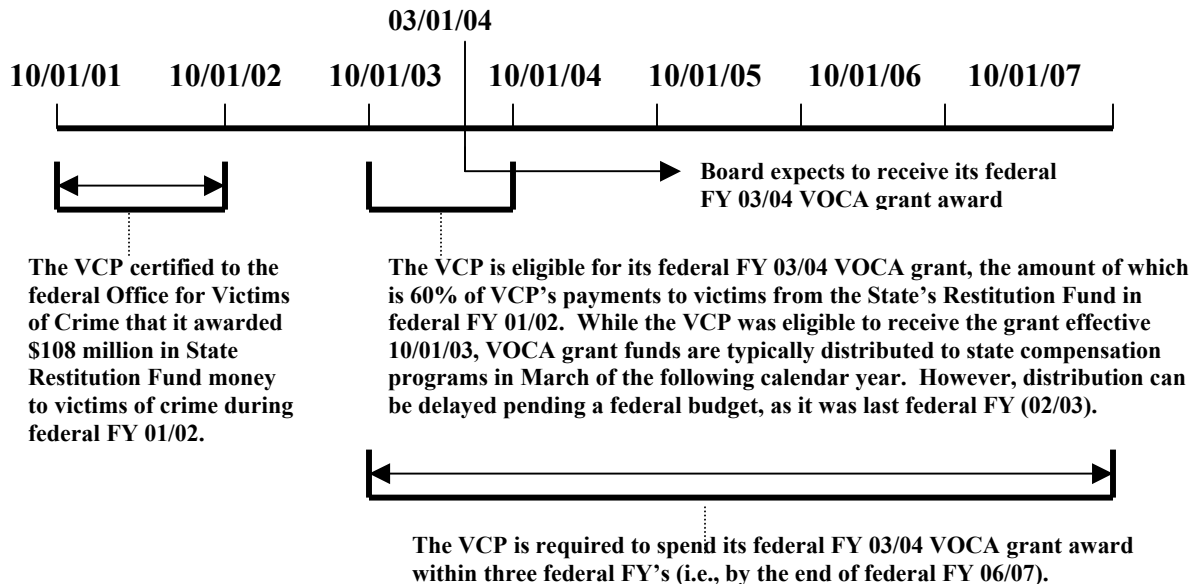 03/01/04
10/01/01 10/01/02 10/01/03 10/01/04 10/01/05 10/01/06 10/01/07
Board expects to receive its federal
FY 03/04 VOCA grant award
The VCP certified to the
federal Office for Victims
of Crime that it awarded
$108 million in State
Restitution Fund money
to victims of crime during
federal FY 01/02.
The VCP is eligible for its federal FY 03/04 VOCA grant, the amount of which
is 60% of VCP’s payments to victims from the State’s Restitution Fund in
federal FY 01/02. While the VCP was eligible to receive the grant effective
10/01/03, VOCA grant funds are typically distributed to state compensation
programs in March of the following calendar year. However, distribution can
be delayed pending a federal budget, as it was last federal FY (02/03).
The VCP is required to spend its federal FY 03/04 VOCA grant award
within three federal FY’s (i.e., by the end of federal FY 06/07).